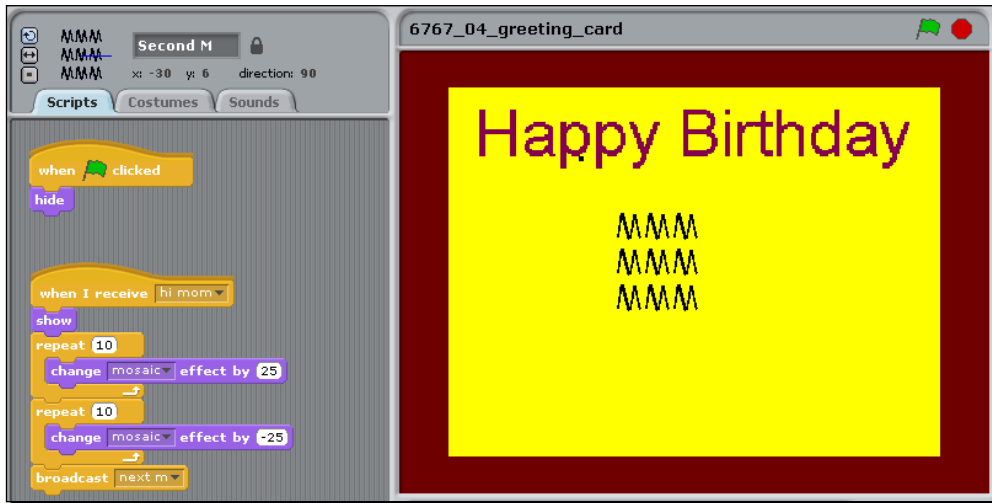 MMM
MMM
MMM
Second M
x: -30 y: 6 direction: 90
Scripts Costumes Sounds
when clicked
hide
when I receive hi mom
show
repeat 10
change mosaic effect by 25
repeat 10
change mosaic effect by -25
broadcast next m
6767_04_greeting_card
Happy Birthday
MMM
MMM
MMM